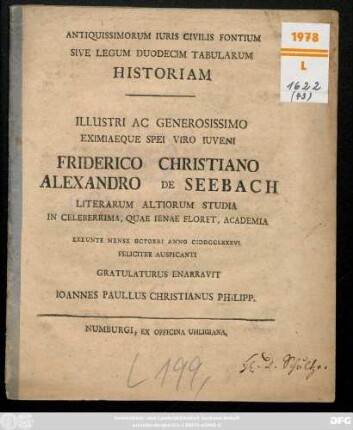 ANTIQUISSIMORUM IURIS CIVILIS FONTIUM
SIVE LEGUM DUODECIM TABULARUM
HISTORIAM
ILLUSTRI AC GENEROSISSIMO
EXIMIAEQUE SPEI VIRO IUVENI
FRIDERICO CHRISTIANO
ALEXANDRO DE SEEBACH
LITERARUM ALTIORUM STUDIA
IN CELEBERRIMA, QUAE IENAE FLORET, ACADEMIA
EXEUNTE MENSE OCTOBRI ANNO CIƆIƆCCLXXXVI
FELICITER AUSPICANTI
GRATULATURUS ENARRAVIT
IOANNES PAULLUS CHRISTIANUS PHILIPP.
NUMBURGI, EX OFFICINA UHLIGIANA.
1978
L
1622
(43)
L 199,